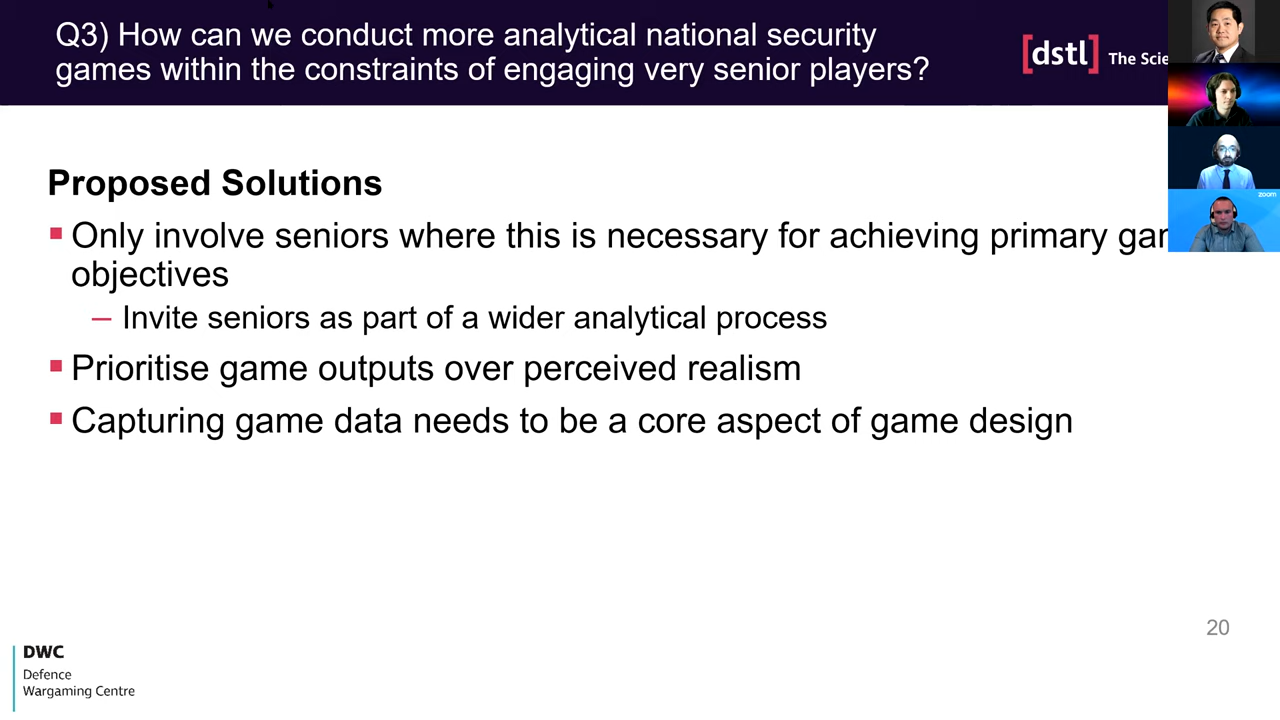 Q3) How can we conduct more analytical national security
games within the constraints of engaging very senior players?
[dstl] The
zoom
Proposed Solutions
Only involve seniors where this is necessary for achieving primary
objectives
– Invite seniors as part of a wider analytical process
Prioritise game outputs over perceived realism
Capturing game data needs to be a core aspect of game design
20
DWC
Defence
Wargaming Centre